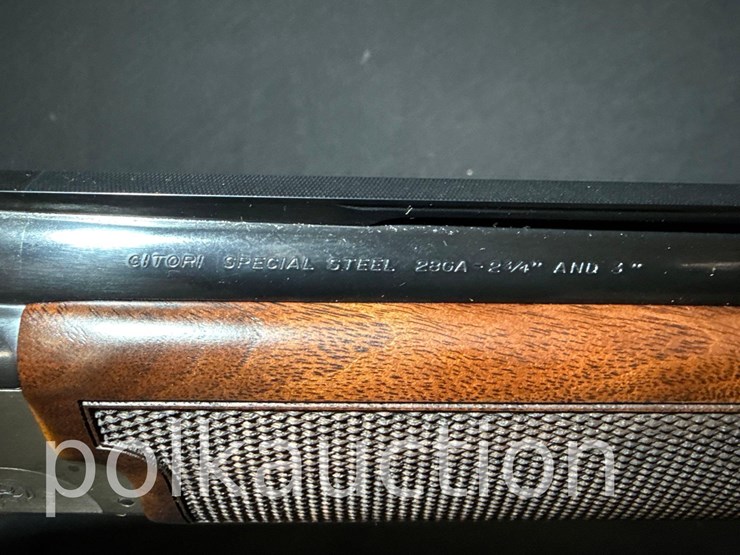 CITORI SPECIAL STEEL 28GA - 2 3/4" AND 3"
polkauction